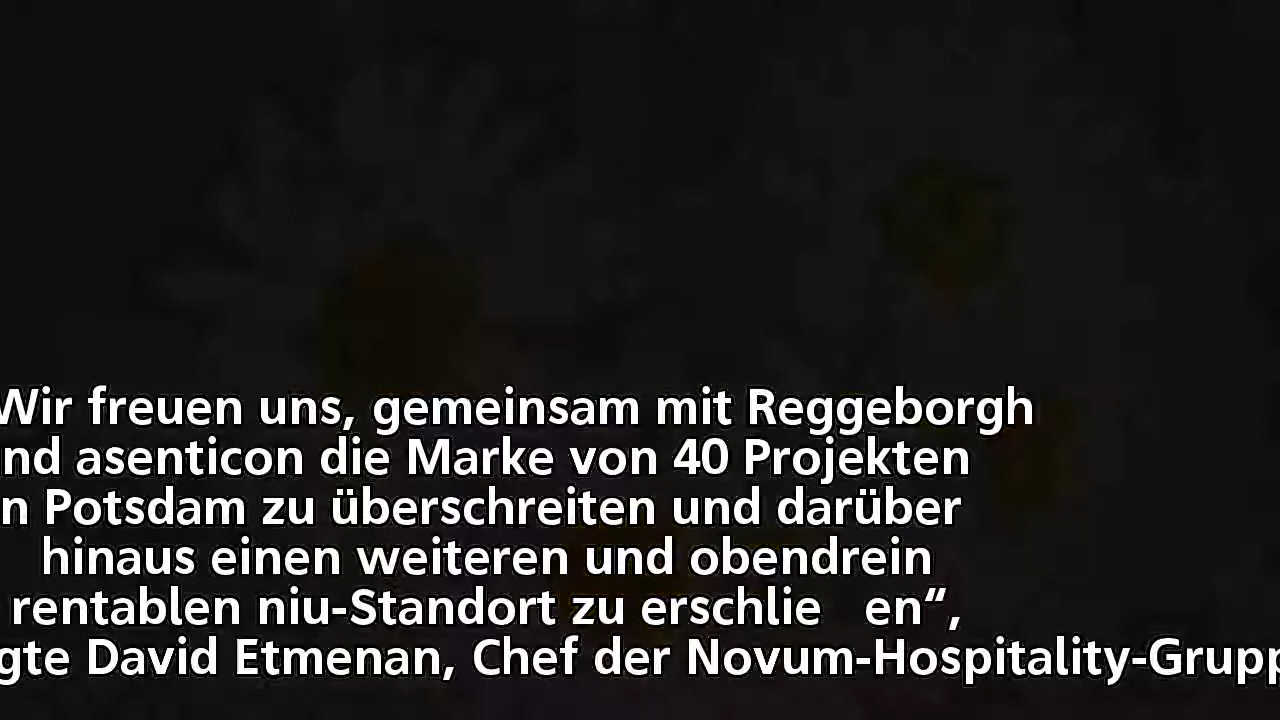 Wir freuen uns, gemeinsam mit Reggeborgh
nd asenticon die Marke von 40 Projekten
n Potsdam zu überschreiten und darüber
hinaus einen weiteren und obendrein
rentablen niu-Standort zu erschlie en“,
gte David Etmenan, Chef der Novum-Hospitality-Grupp